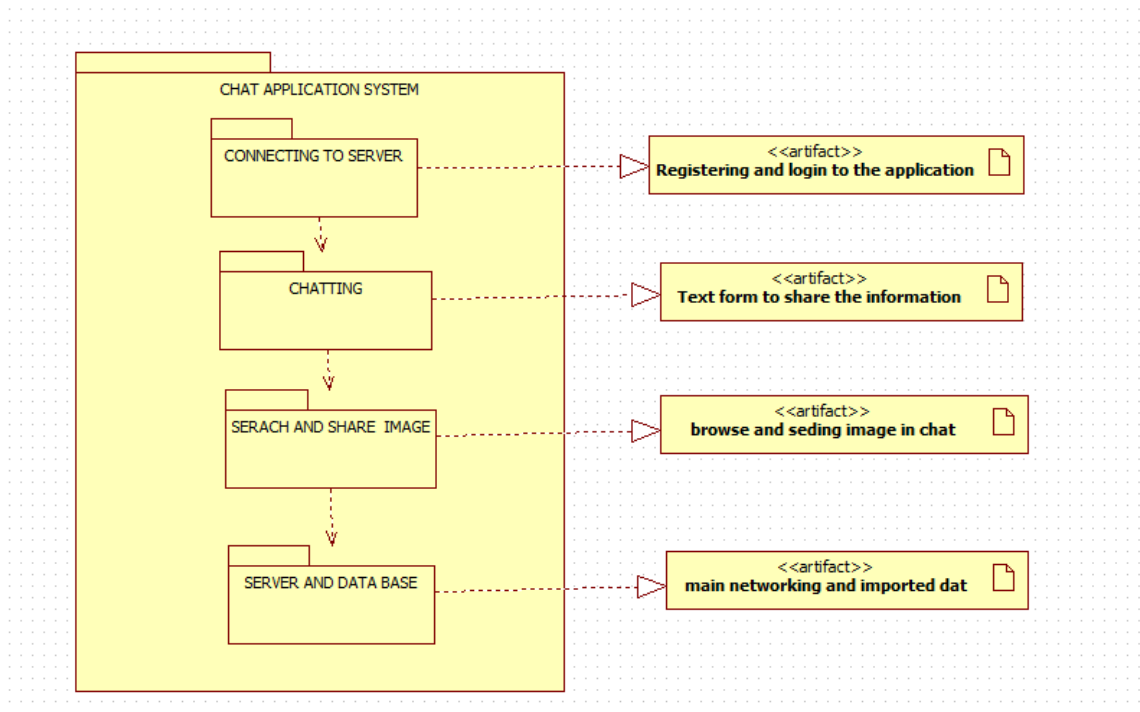 CHAT APPLICATION SYSTEM
CONNECTING TO SERVER
<<artifact>>
Registering and login to the application
CHATTING
<<artifact>>
Text form to share the information
SERACH AND SHARE  IMAGE
<<artifact>>
browse and seding image in chat
SERVER AND DATA BASE
<<artifact>>
main networking and imported dat